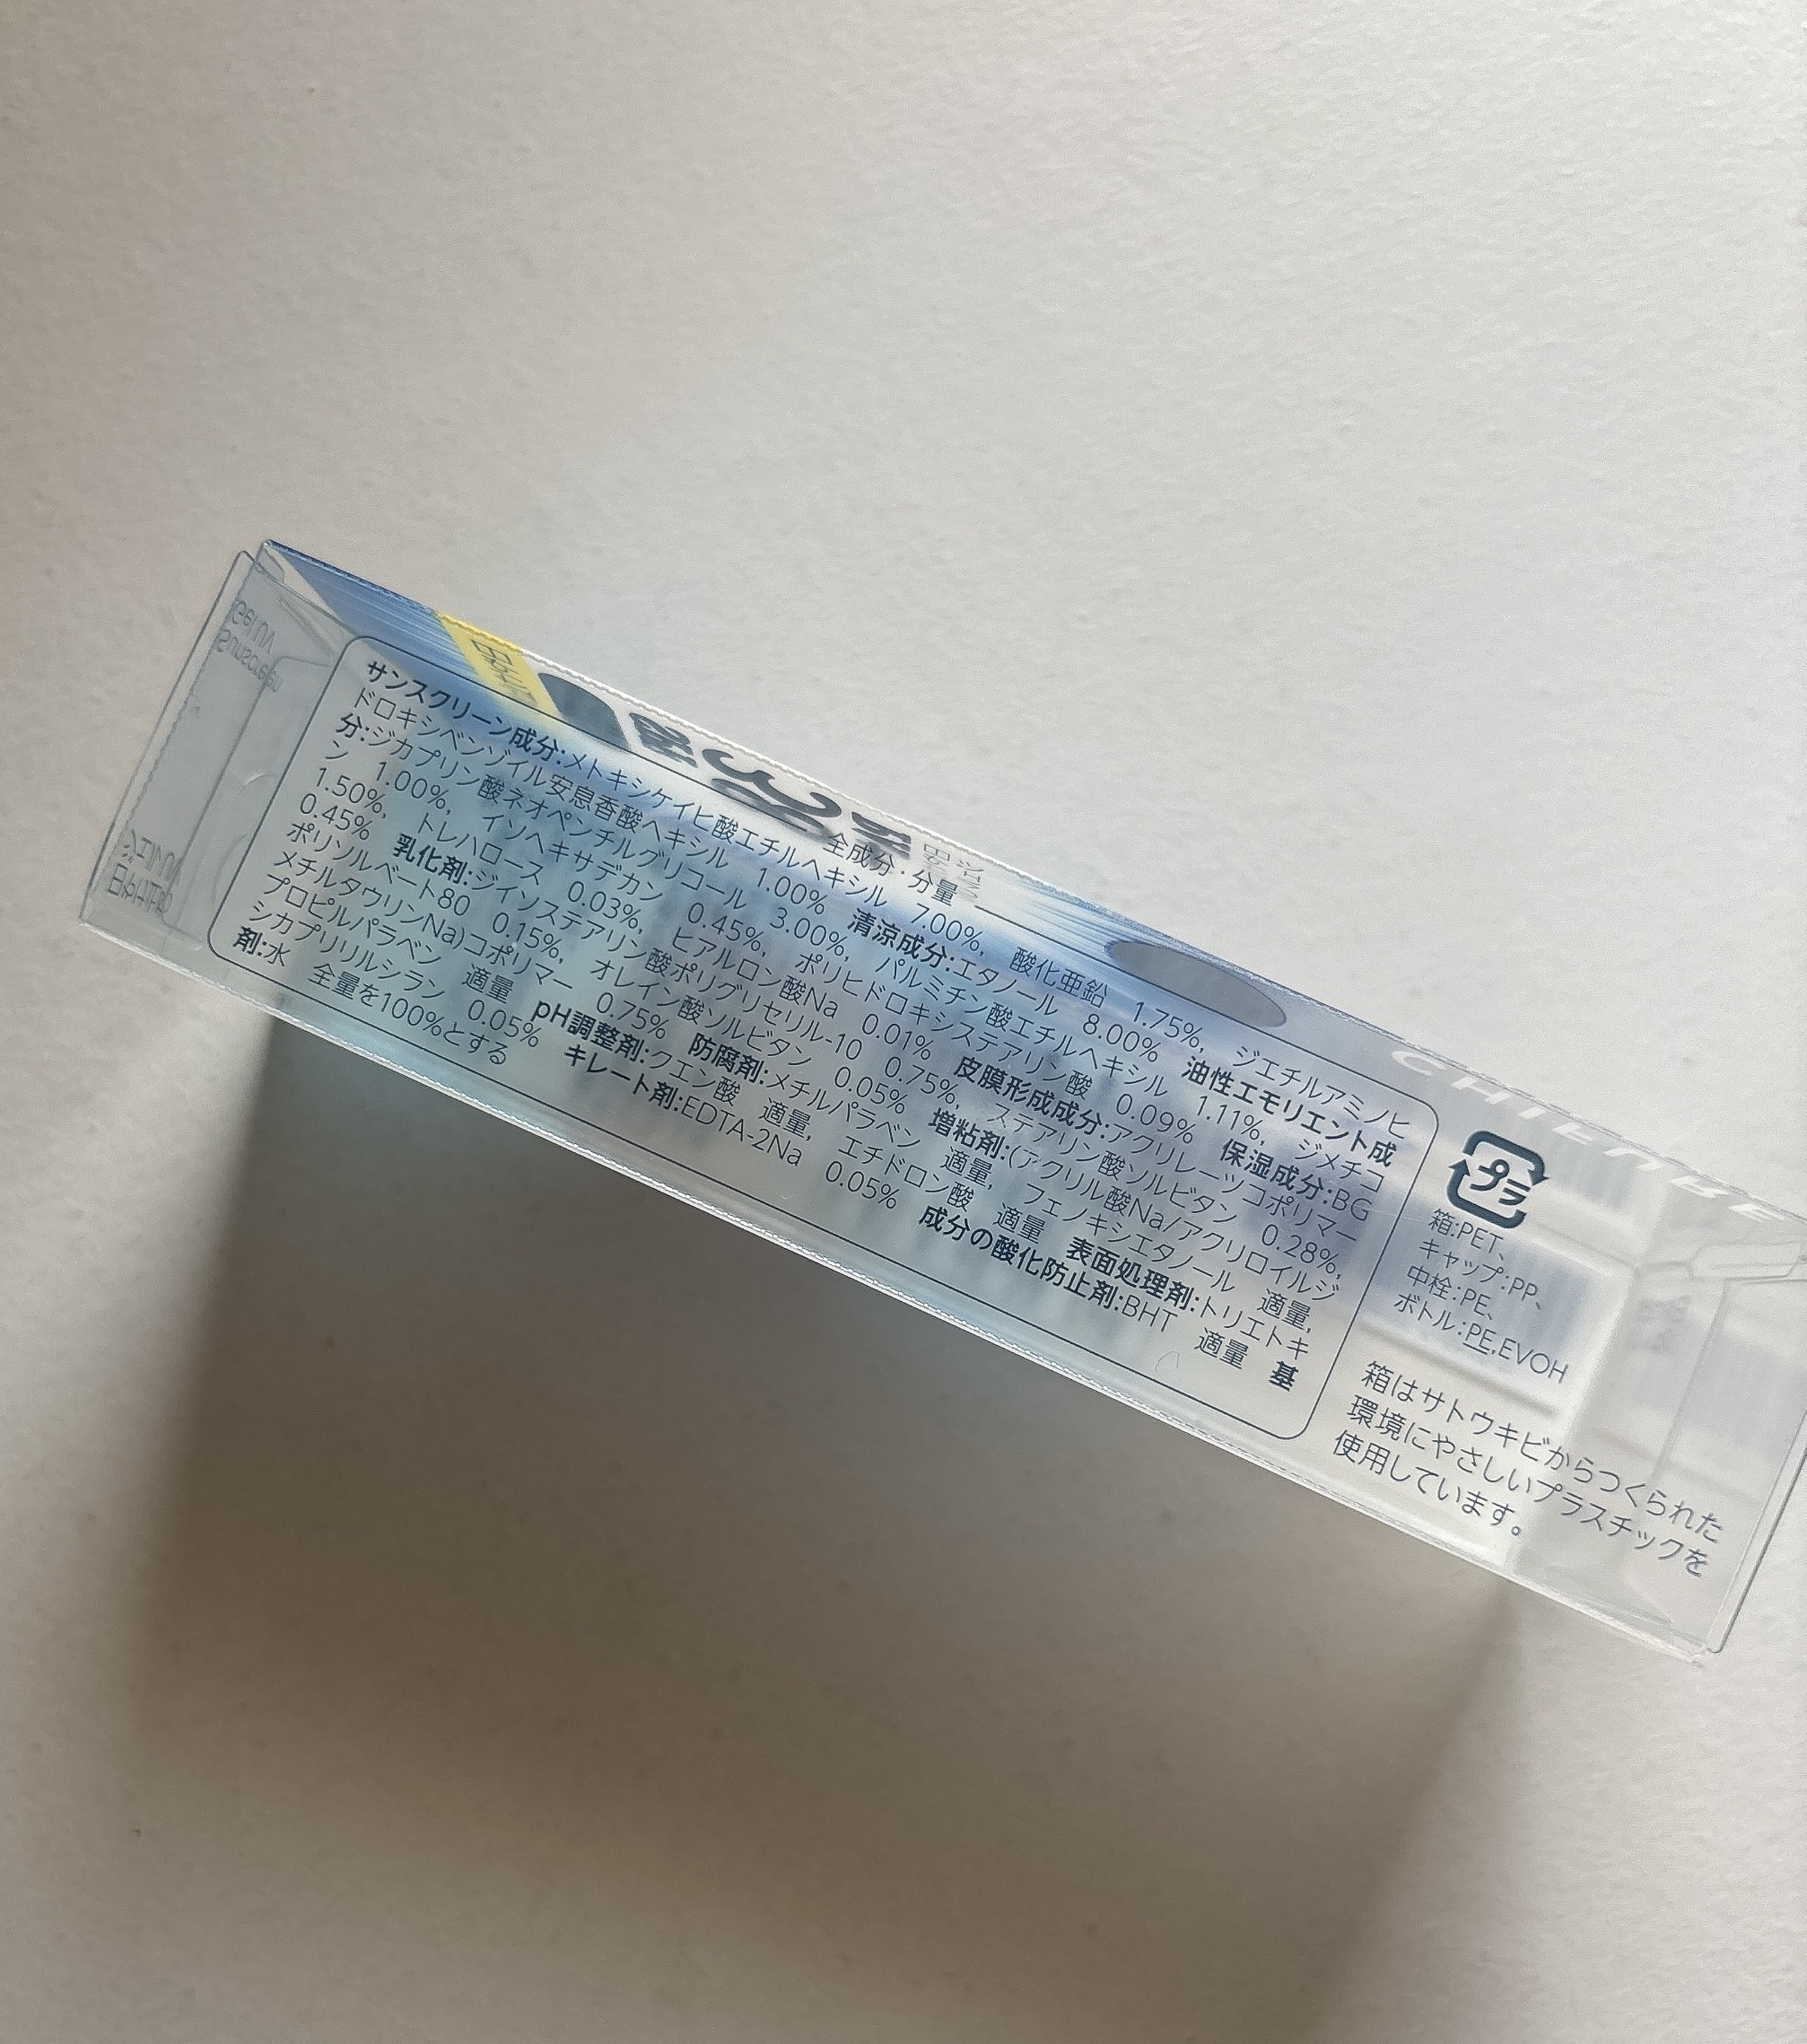 全成分・分量
サンスクリーン成分:メトキシケイヒ酸エチルヘキシル 7.00%, 酸化亜鉛 1.75%, ジエチルアミノヒ
ドロキシベンゾイル安息香酸ヘキシル 1.00% 清涼成分:エタノール 8.00% 油性エモリエント成
分:ジカプリン酸ネオペンチルグリコール 3.00%, パルミチン酸エチルヘキシル 1.11%, ジメチコ
ン 1.00%, イソヘキサデカン 0.45%, ポリヒドロキシステアリン酸 0.09% 保湿成分:BG
1.50%, トレハロース 0.03%, ヒアルロン酸Na 0.01% 皮膜形成成分:アクリレーツコポリマー
0.45% 乳化剤:ジイソステアリン酸ポリグリセリル-10 0.75%, ステアリン酸ソルビタン 0.28%,
ポリソルベート80 0.15%, オレイン酸ソルビタン 0.05% 増粘剤:(アクリル酸Na/アクリロイルジ
メチルタウリンNa)コポリマー 0.75% 防腐剤:メチルパラベン 適量, フェノキシエタノール 適量,
プロピルパラベン 適量 pH調整剤:クエン酸 適量, エチドロン酸 適量 表面処理剤:トリエトキ
シカプリリルシラン 0.05% キレート剤:EDTA-2Na 0.05% 成分の酸化防止剤:BHT 適量 基
剤:水 全量を100%とする
プラ
箱:PET、
キャップ:PP、
中栓:PE、
ボトル:PE,EVOH
箱はサトウキビからつくられた
環境にやさしいプラスチックを
使用しています。
Gel UV
Sunscreen